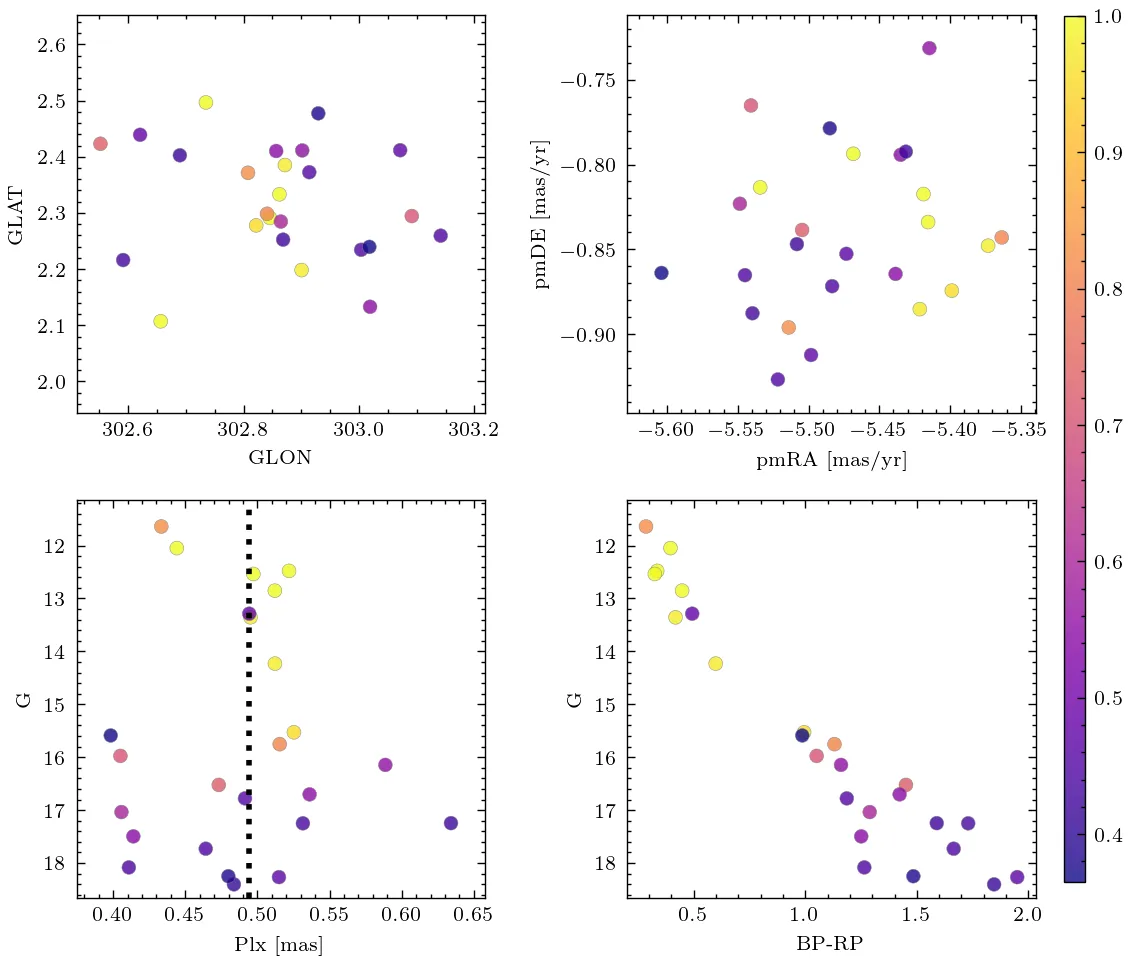 2.6
2.5
2.4
2.3
2.2
2.1
2.0
GLAT
302.6 302.8 303.0 303.2
GLON
−0.75
−0.80
−0.85
−0.90
pmDE [mas/yr]
−5.60 −5.55 −5.50 −5.45 −5.40 −5.35
pmRA [mas/yr]
1.0
0.9
0.8
0.7
0.6
0.5
0.4
12
13
14
15
16
17
18
G
0.40 0.45 0.50 0.55 0.60 0.65
Plx [mas]
12
13
14
15
16
17
18
G
0.5 1.0 1.5 2.0
BP-RP